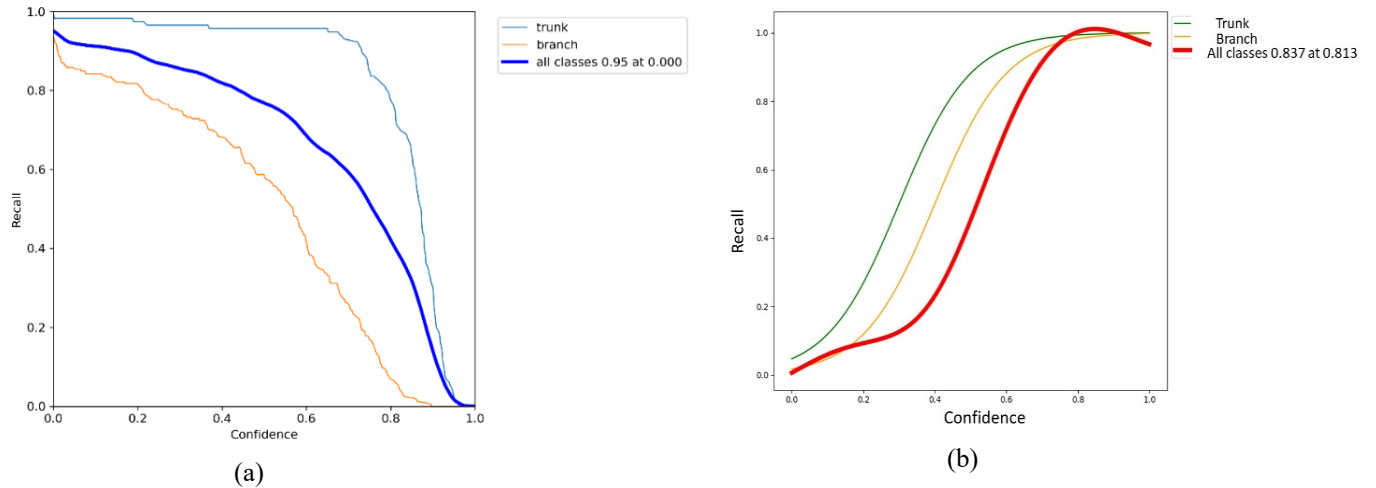 1.0
0.8
0.6
0.4
0.2
0.0
Recall
0.0 0.2 0.4 0.6 0.8 1.0
Confidence
trunk
branch
all classes 0.95 at 0.000
(a)
1.0
0.8
0.6
0.4
0.2
0.0
Recall
0.0 0.2 0.4 0.6 0.8 1.0
Confidence
Trunk
Branch
All classes 0.837 at 0.813
(b)